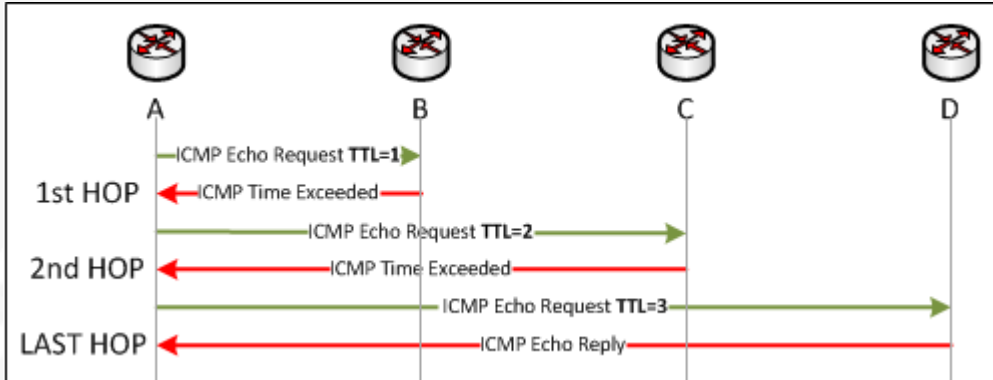 A B C D
ICMP Echo Request TTL=1
1st HOP ICMP Time Exceeded
ICMP Echo Request TTL=2
2nd HOP ICMP Time Exceeded
ICMP Echo Request TTL=3
LAST HOP ICMP Echo Reply